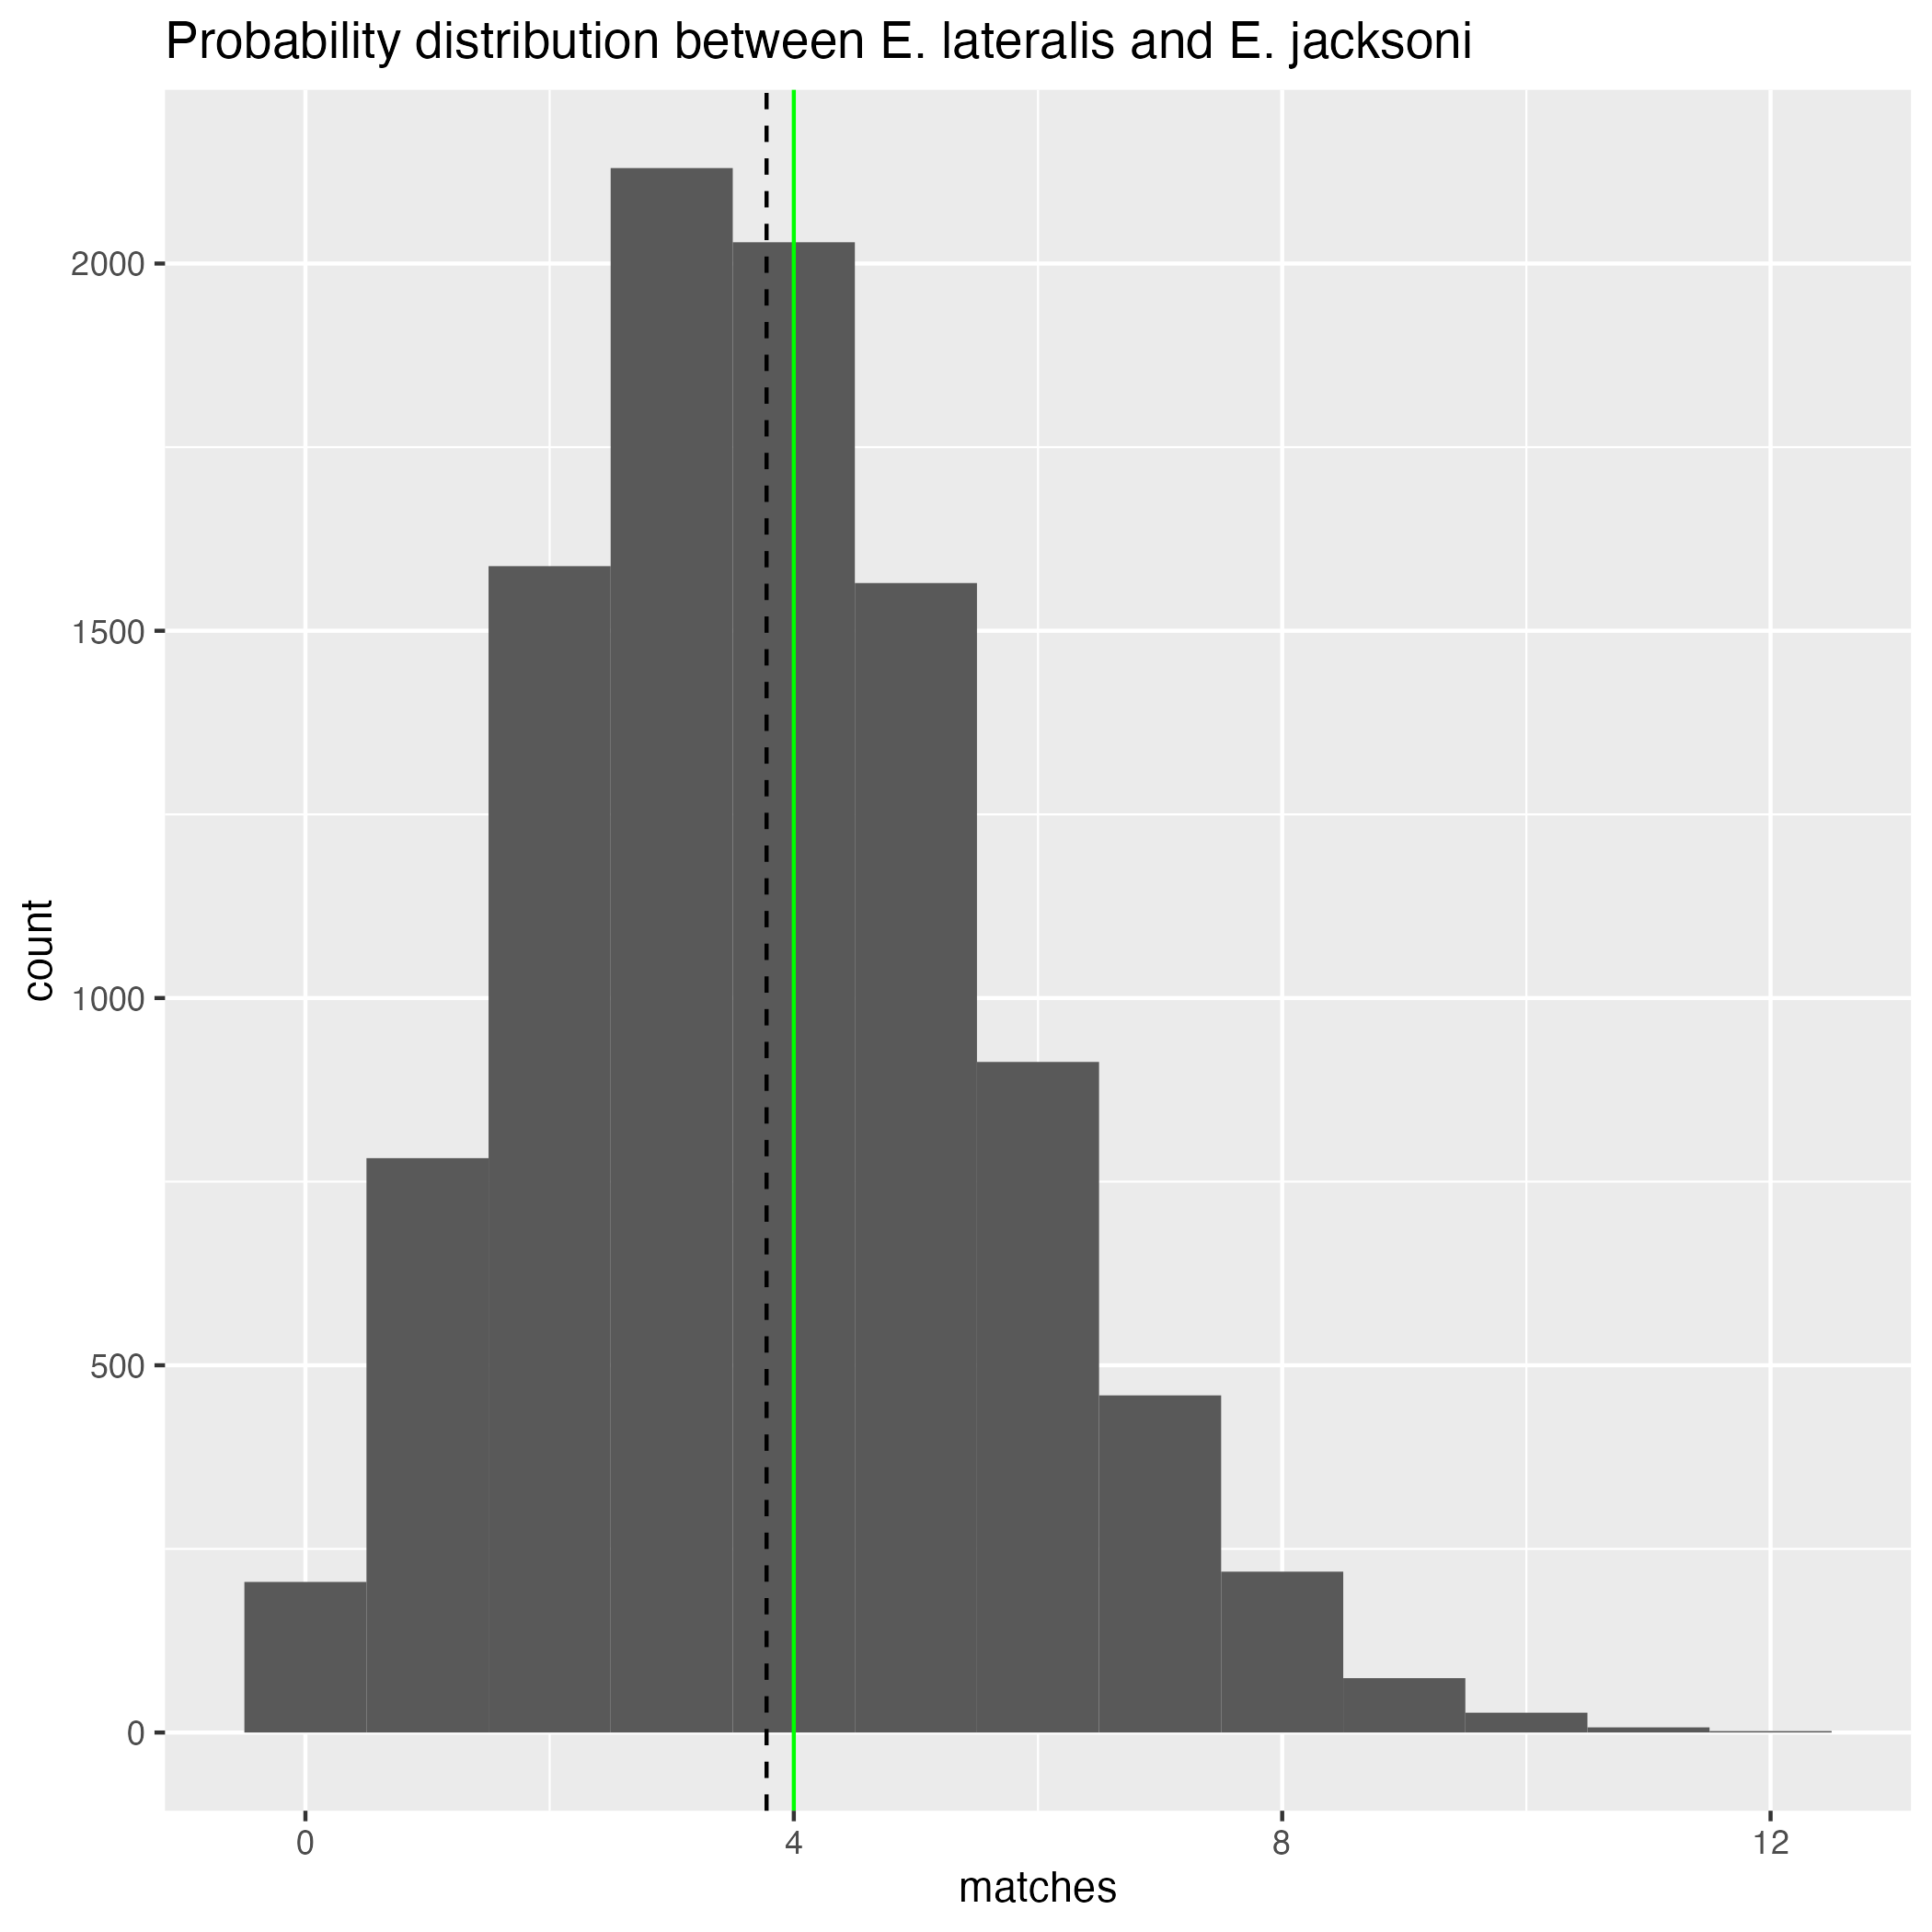 Probability distribution between E. lateralis and E. jacksoni
2000
1500
1000
500
0
count
0 4 8 12
matches